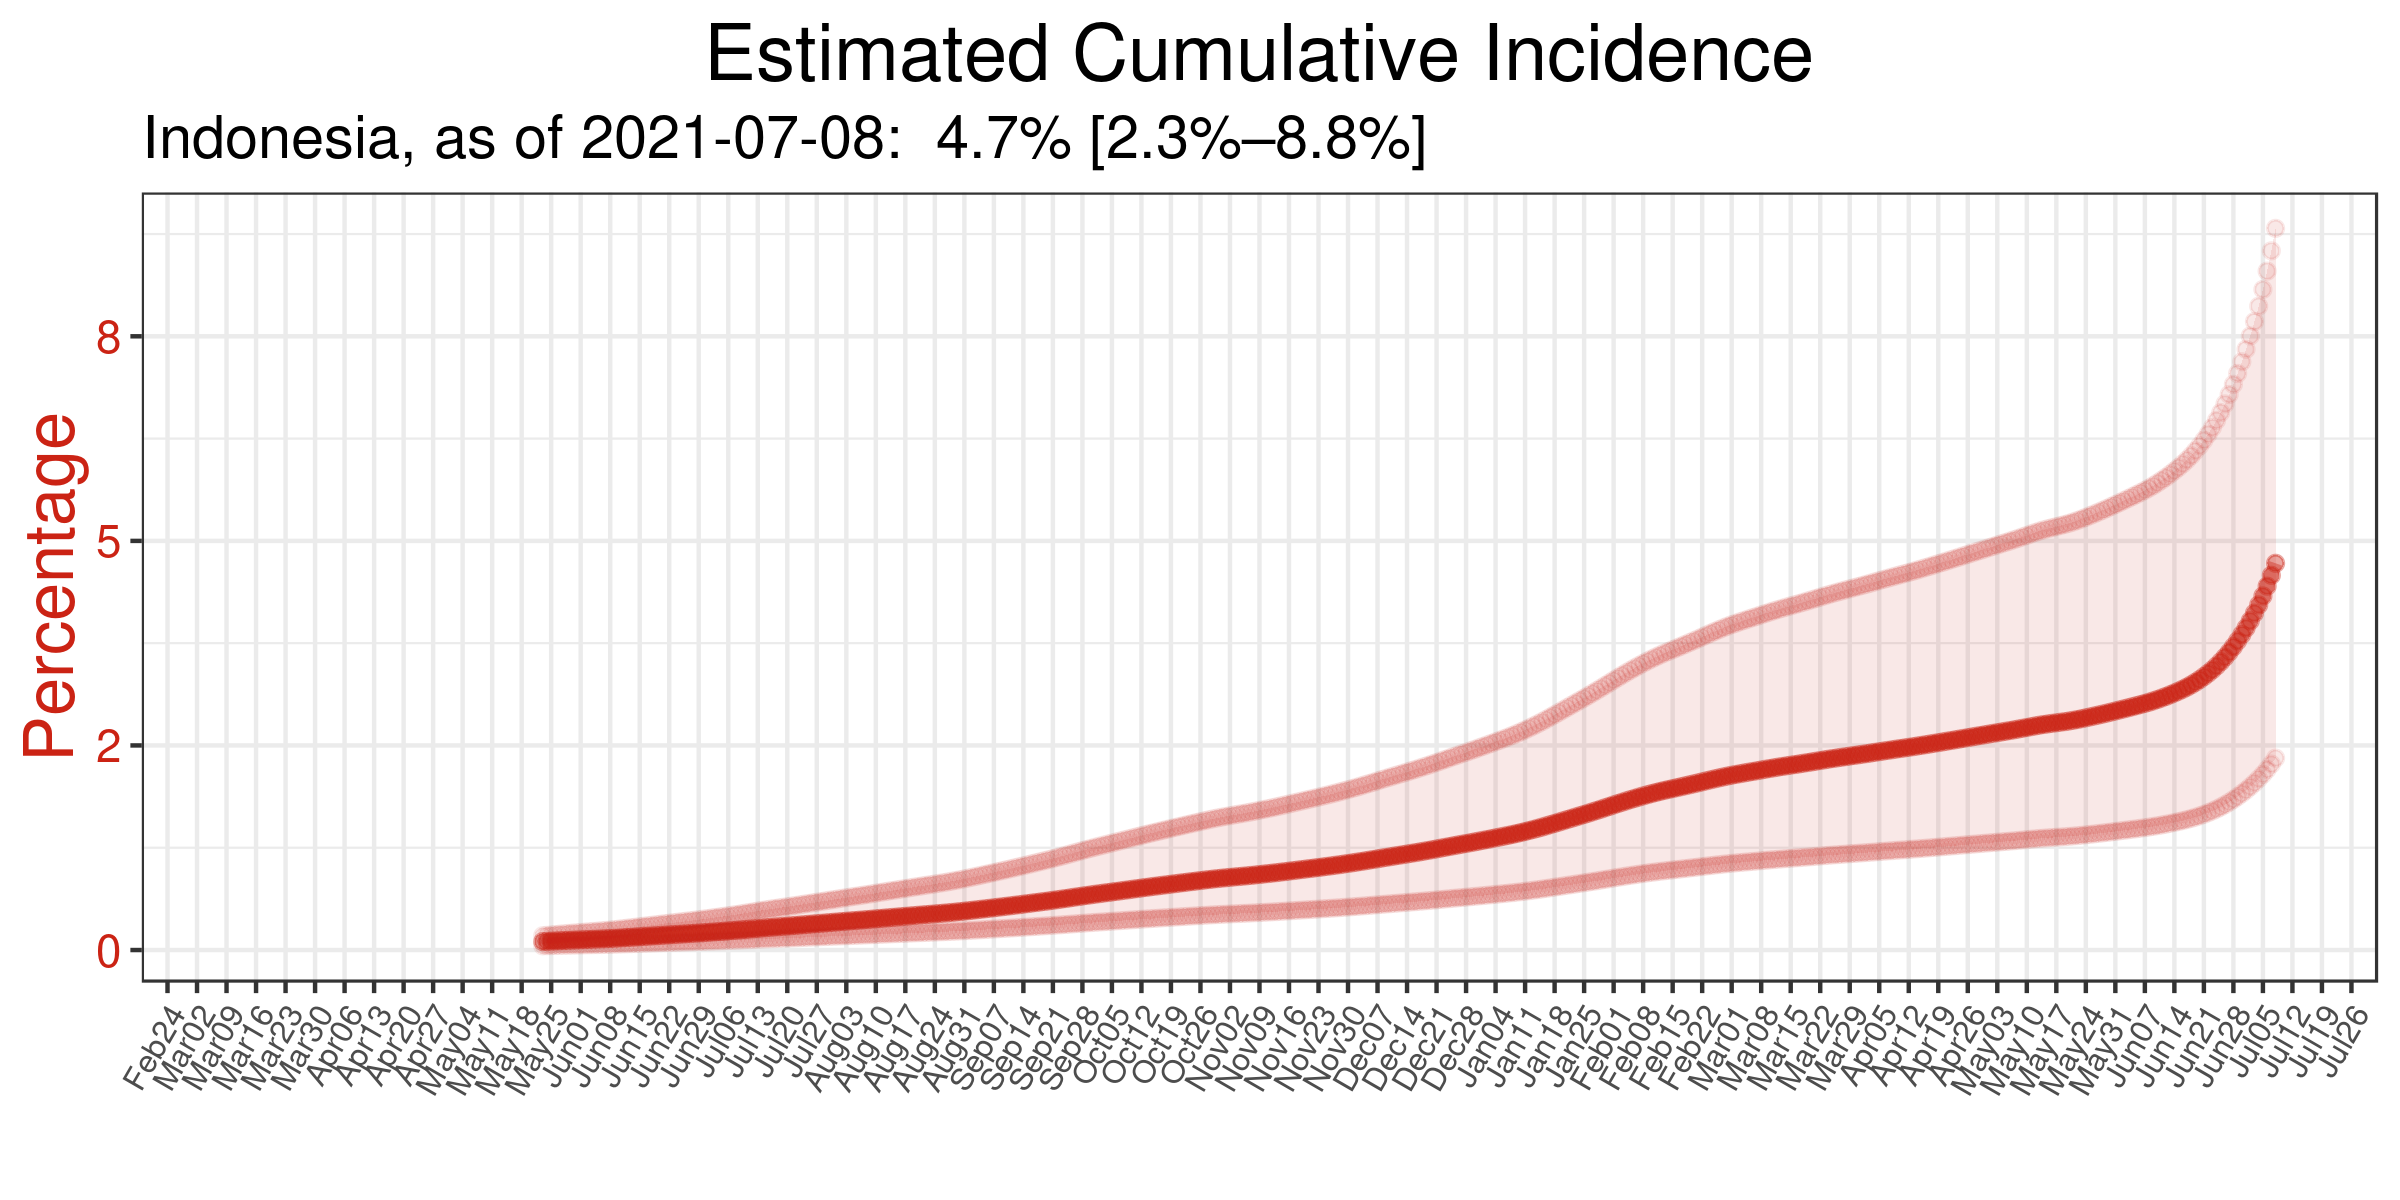 Estimated Cumulative Incidence
Indonesia, as of 2021-07-08:  4.7% [2.3%–8.8%]
Percentage
8
5
2
0
Feb24
Mar02
Mar09
Mar16
Mar23
Mar30
Apr06
Apr13
Apr20
Apr27
May04
May11
May18
May25
Jun01
Jun08
Jun15
Jun22
Jun29
Jul06
Jul13
Jul20
Jul27
Aug03
Aug10
Aug17
Aug24
Aug31
Sep07
Sep14
Sep21
Sep28
Oct05
Oct12
Oct19
Oct26
Nov02
Nov09
Nov16
Nov23
Nov30
Dec07
Dec14
Dec21
Dec28
Jan04
Jan11
Jan18
Jan25
Feb01
Feb08
Feb15
Feb22
Mar01
Mar08
Mar15
Mar22
Mar29
Apr05
Apr12
Apr19
Apr26
May03
May10
May17
May24
May31
Jun07
Jun14
Jun21
Jun28
Jul05
Jul12
Jul19
Jul26